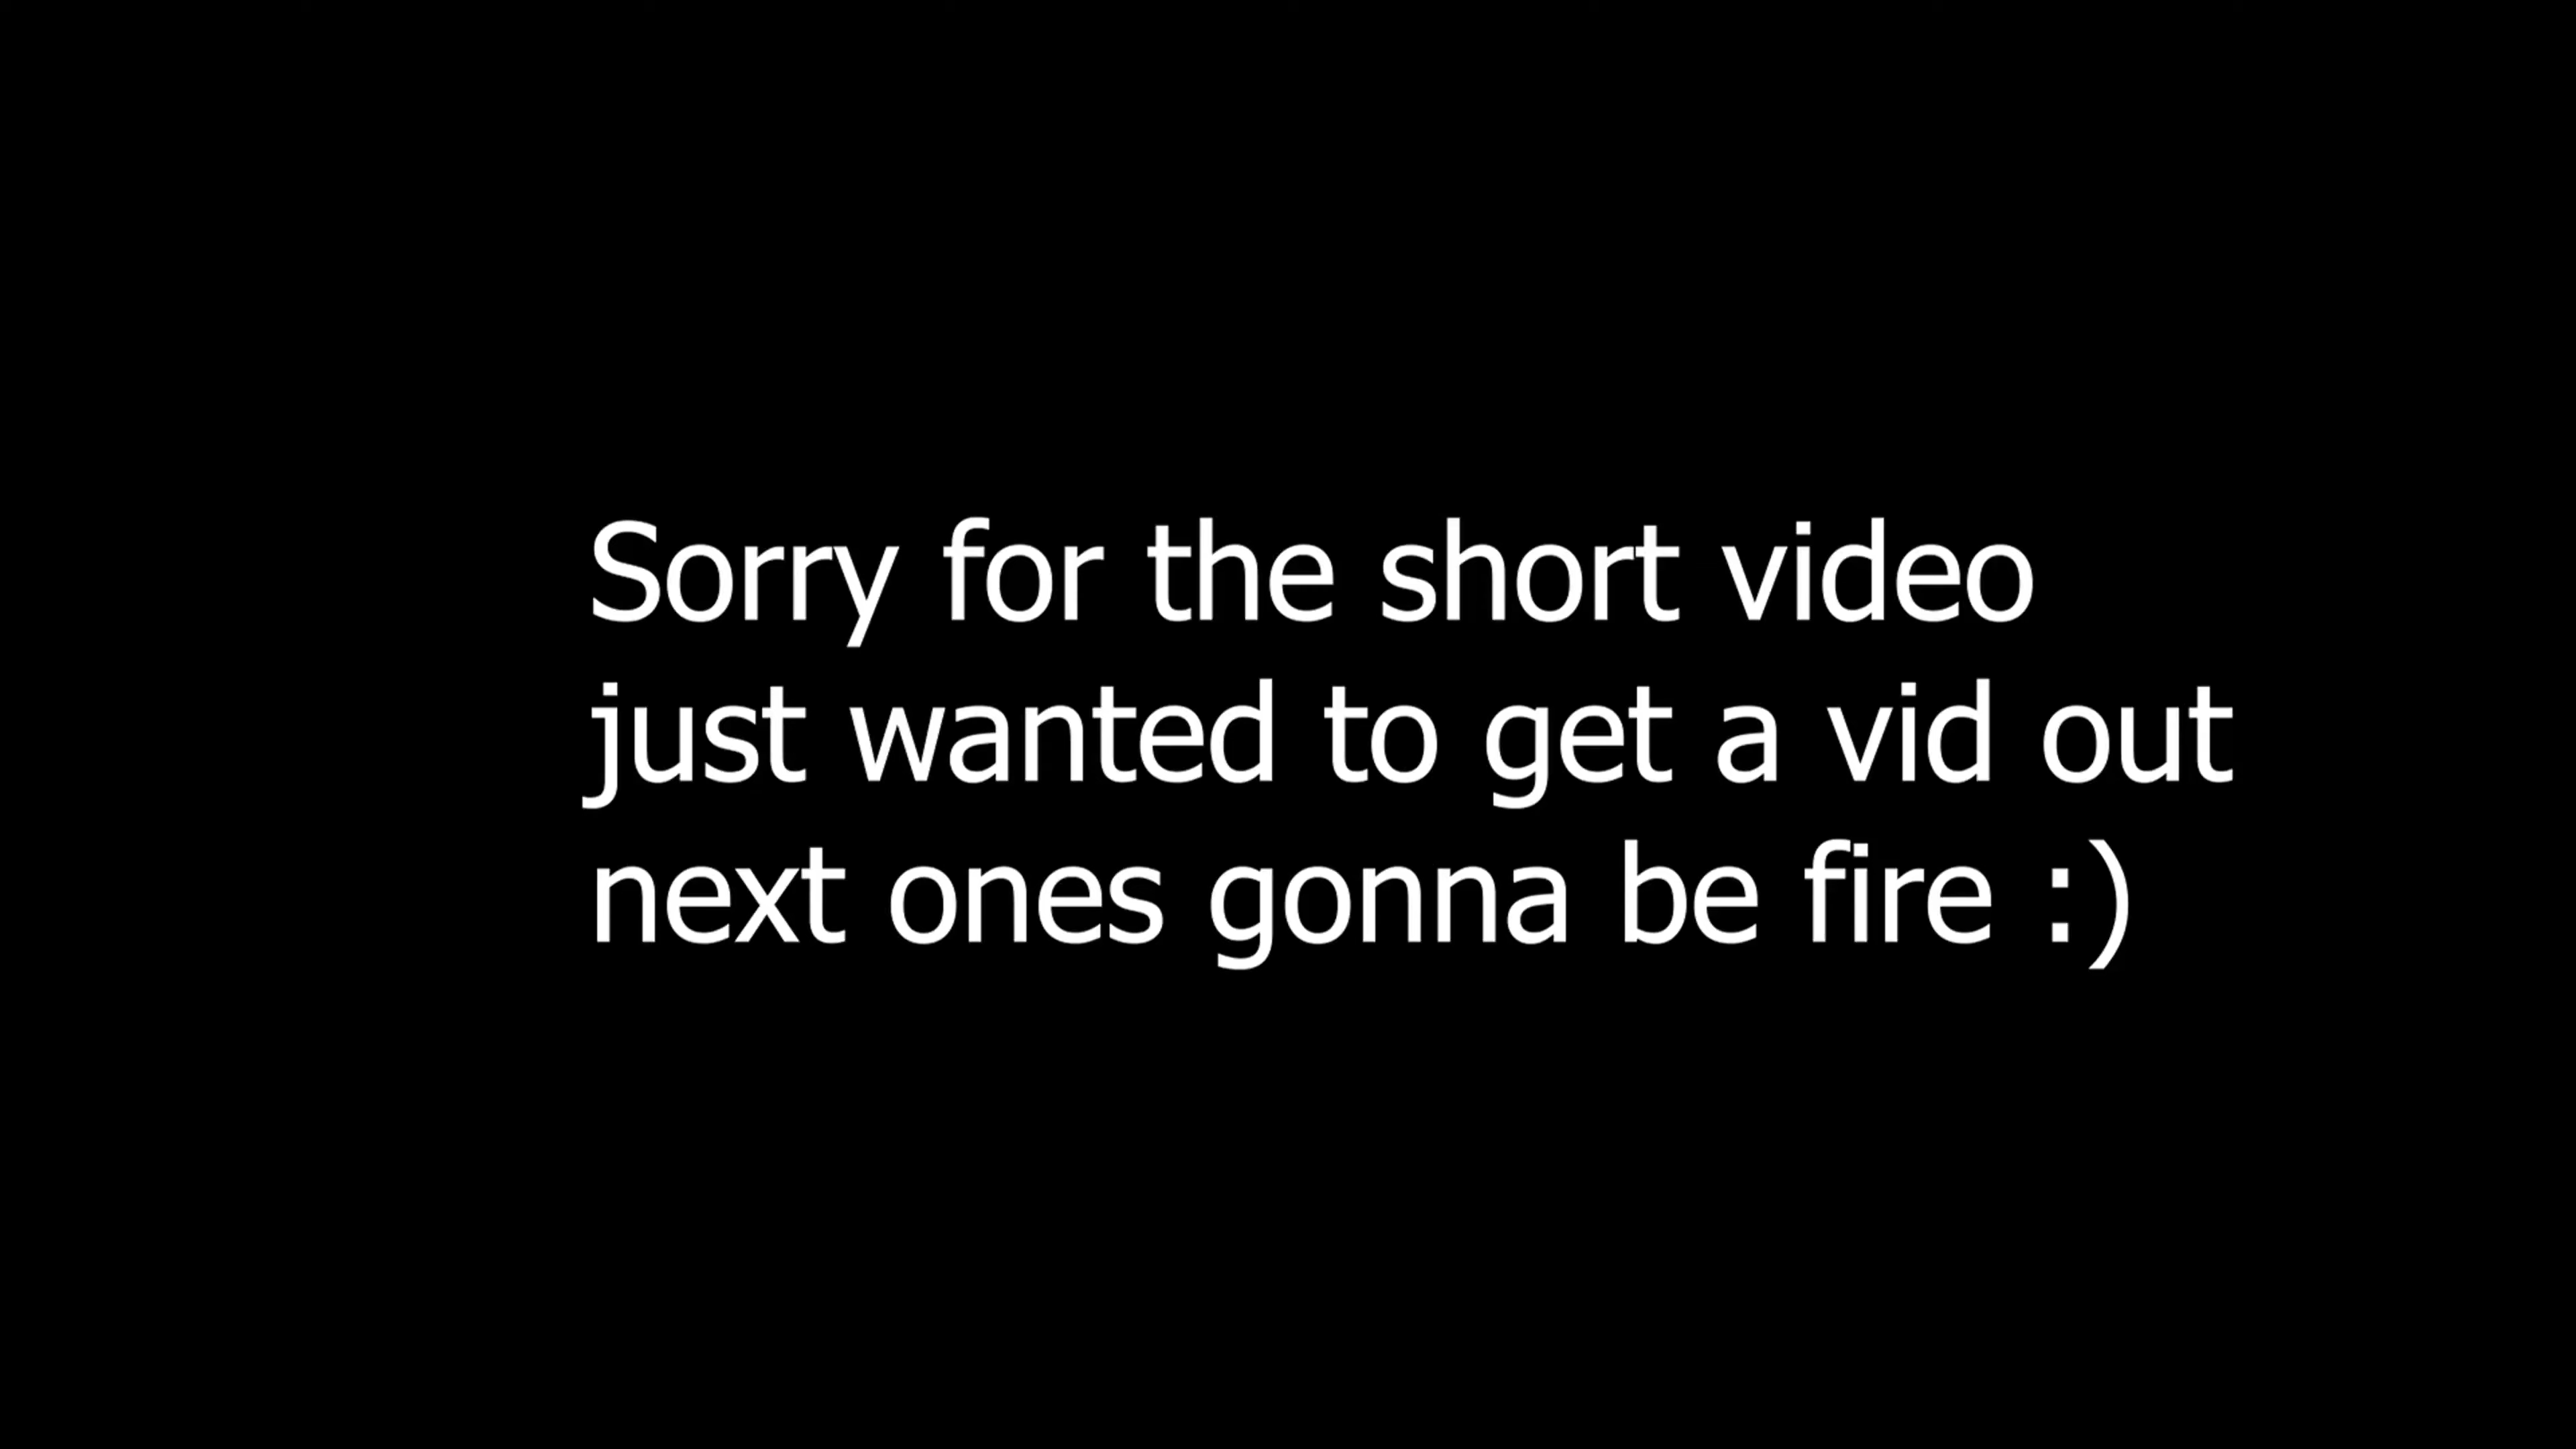 Sorry for the short video
just wanted to get a vid out
next ones gonna be fire :)